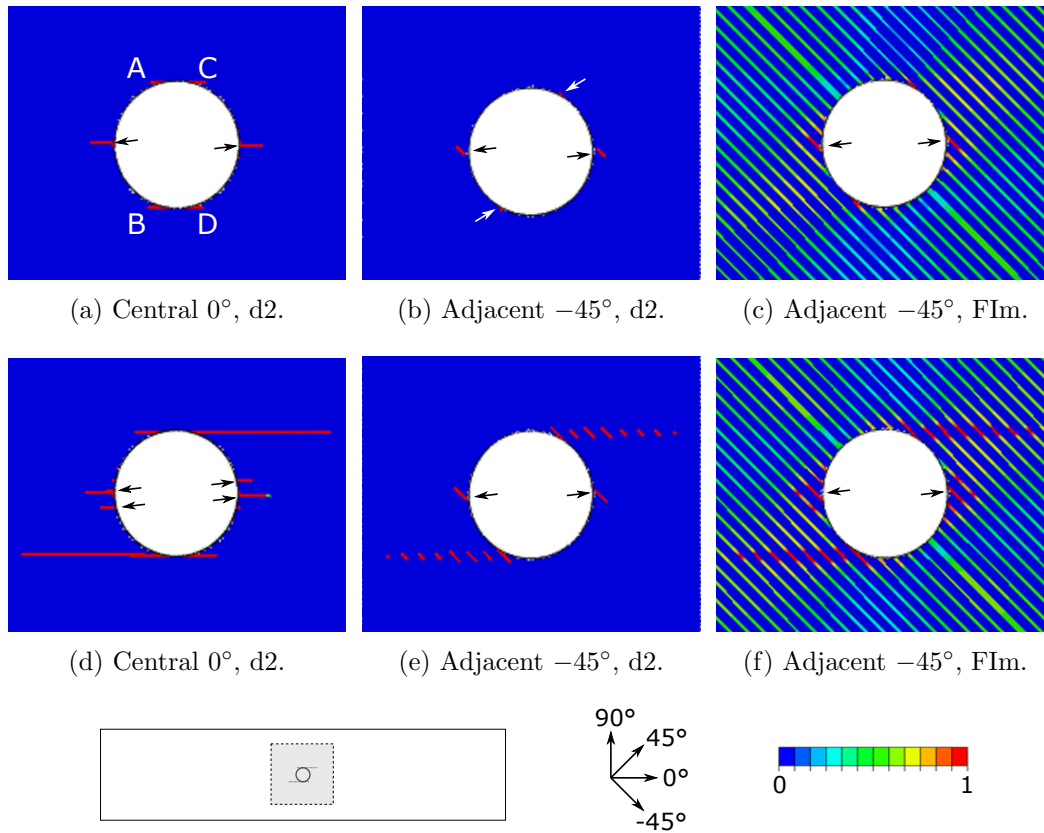 A C
B D
(a) Central 0°, d2.
(b) Adjacent −45°, d2.
(c) Adjacent −45°, FIm.
(d) Central 0°, d2.
(e) Adjacent −45°, d2.
(f) Adjacent −45°, FIm.
90°
45°
0°
-45°
0 1